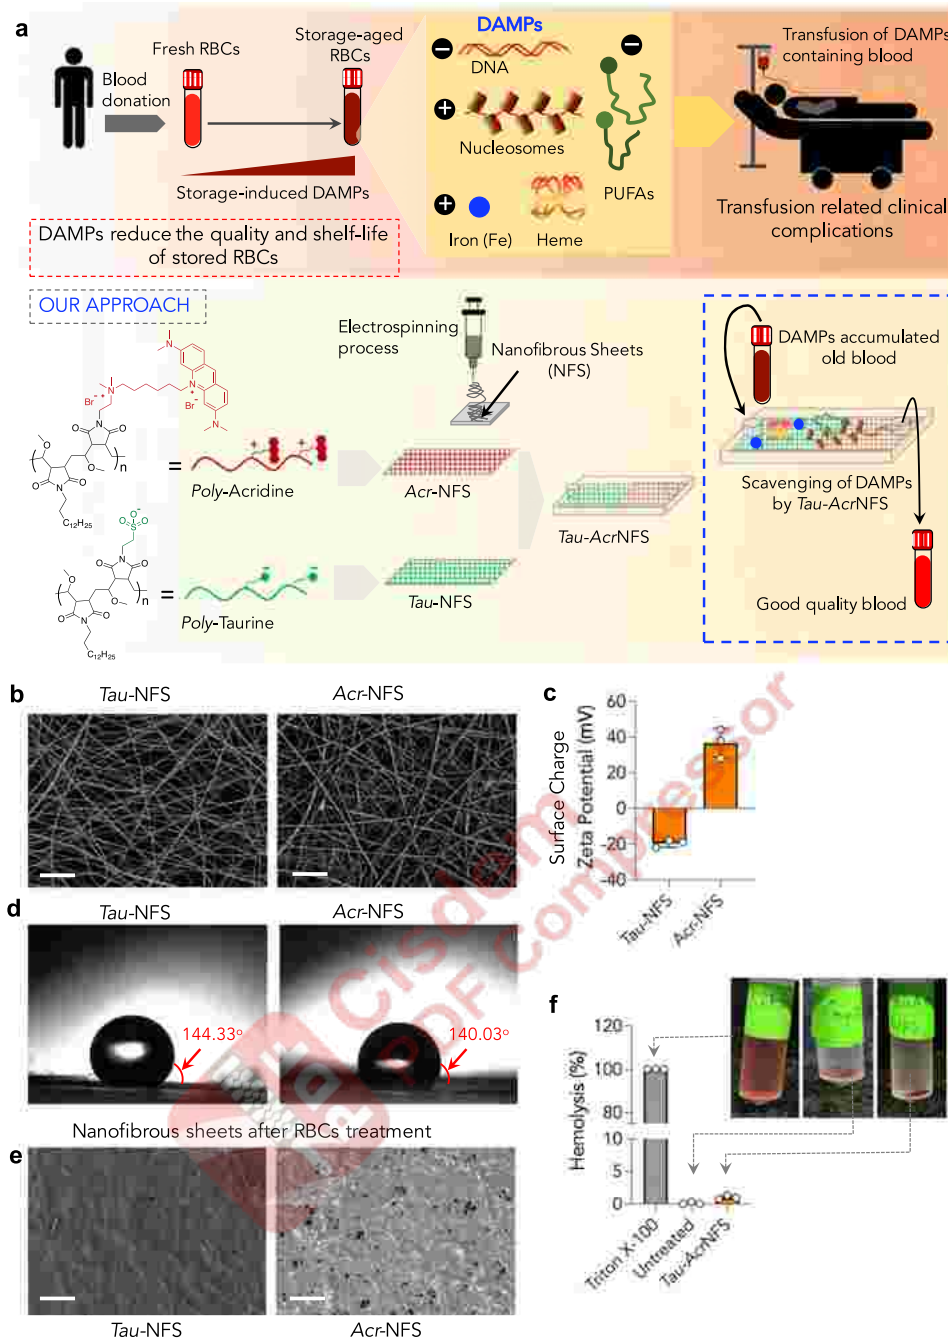 a
Fresh RBCs
Storage-aged
RBCs
Blood
donation
Storage-induced DAMPs
DAMPs reduce the quality and shelf-life
of stored RBCs
DAMPs
DNA
Nucleosomes
PUFAs
Iron (Fe)
Heme
Transfusion of DAMPs
containing blood
Transfusion related clinical
complications
OUR APPROACH
Electrospinning
process
Nanofibrous Sheets
(NFS)
Br-
N
N+
N
Br-
N+
N
O
O
O
O
O
O
N
C12H25
n
=
+
+
Poly-Acridine
Acr-NFS
O
O-
S
O
N
O
O
O
O
O
O
N
C12H25
n
=
Poly-Taurine
Tau-NFS
Tau-AcrNFS
DAMPs accumulated
old blood
Scavenging of DAMPs
by Tau-AcrNFS
Good quality blood
b
Tau-NFS
Acr-NFS
c
Surface Charge
Zeta Potential (mV)
60
40
20
0
-20
-40
Tau-NFS
Acr-NFS
d
Tau-NFS
Acr-NFS
144.33°
140.03°
Nanofibrous sheets after RBCs treatment
e
Tau-NFS
Acr-NFS
f
Hemolysis (%)
120
100
80
10
5
0
Triton X-100
Untreated
Tau-AcrNFS
Cisdem
PDF Compressor